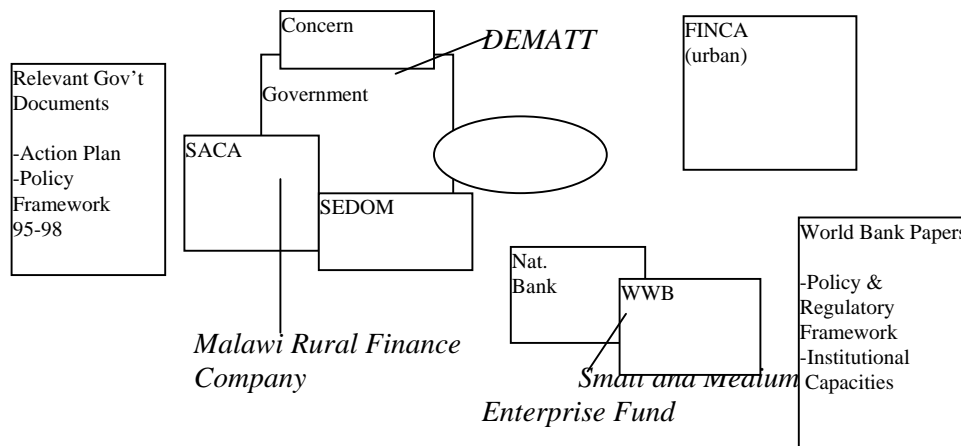 Concern
DEMATT
FINCA
(urban)
Relevant Gov't
Documents
-Action Plan
-Policy
Framework
95-98
Government
SACA
SEDOM
Nat.
Bank
WWB
World Bank Papers
-Policy &
Regulatory
Framework
-Institutional
Capacities
Malawi Rural Finance
Company
Small and Medium
Enterprise Fund